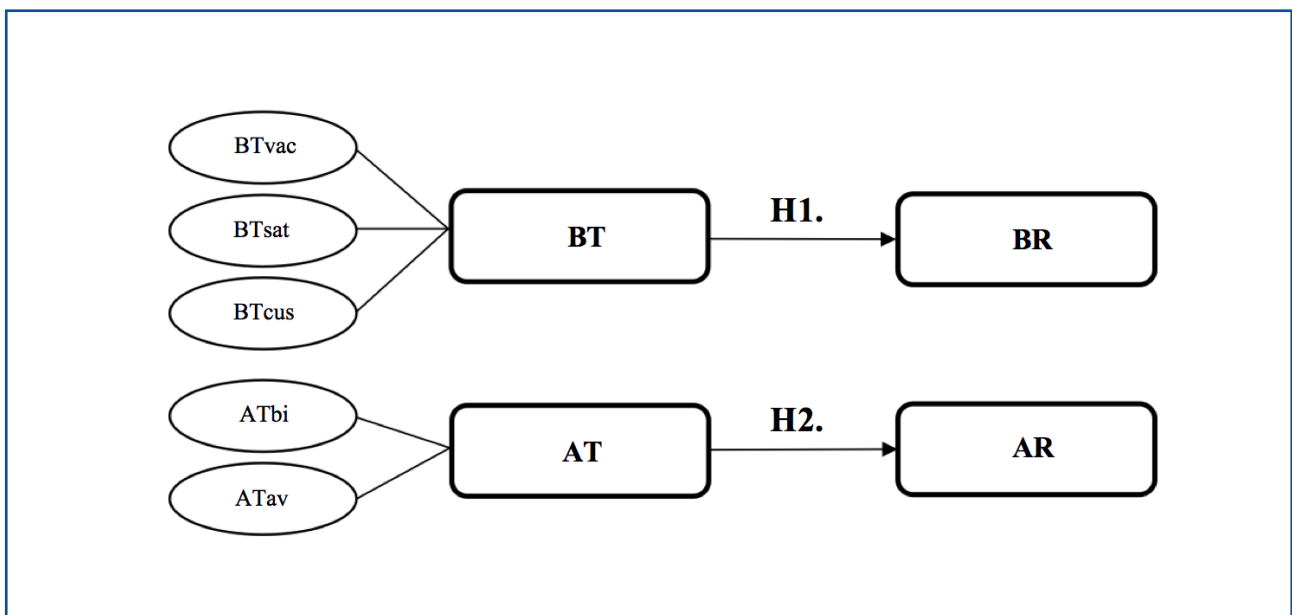 BTvac
BTsat
BTcus
BT
H1.
BR
ATbi
ATav
AT
H2.
AR